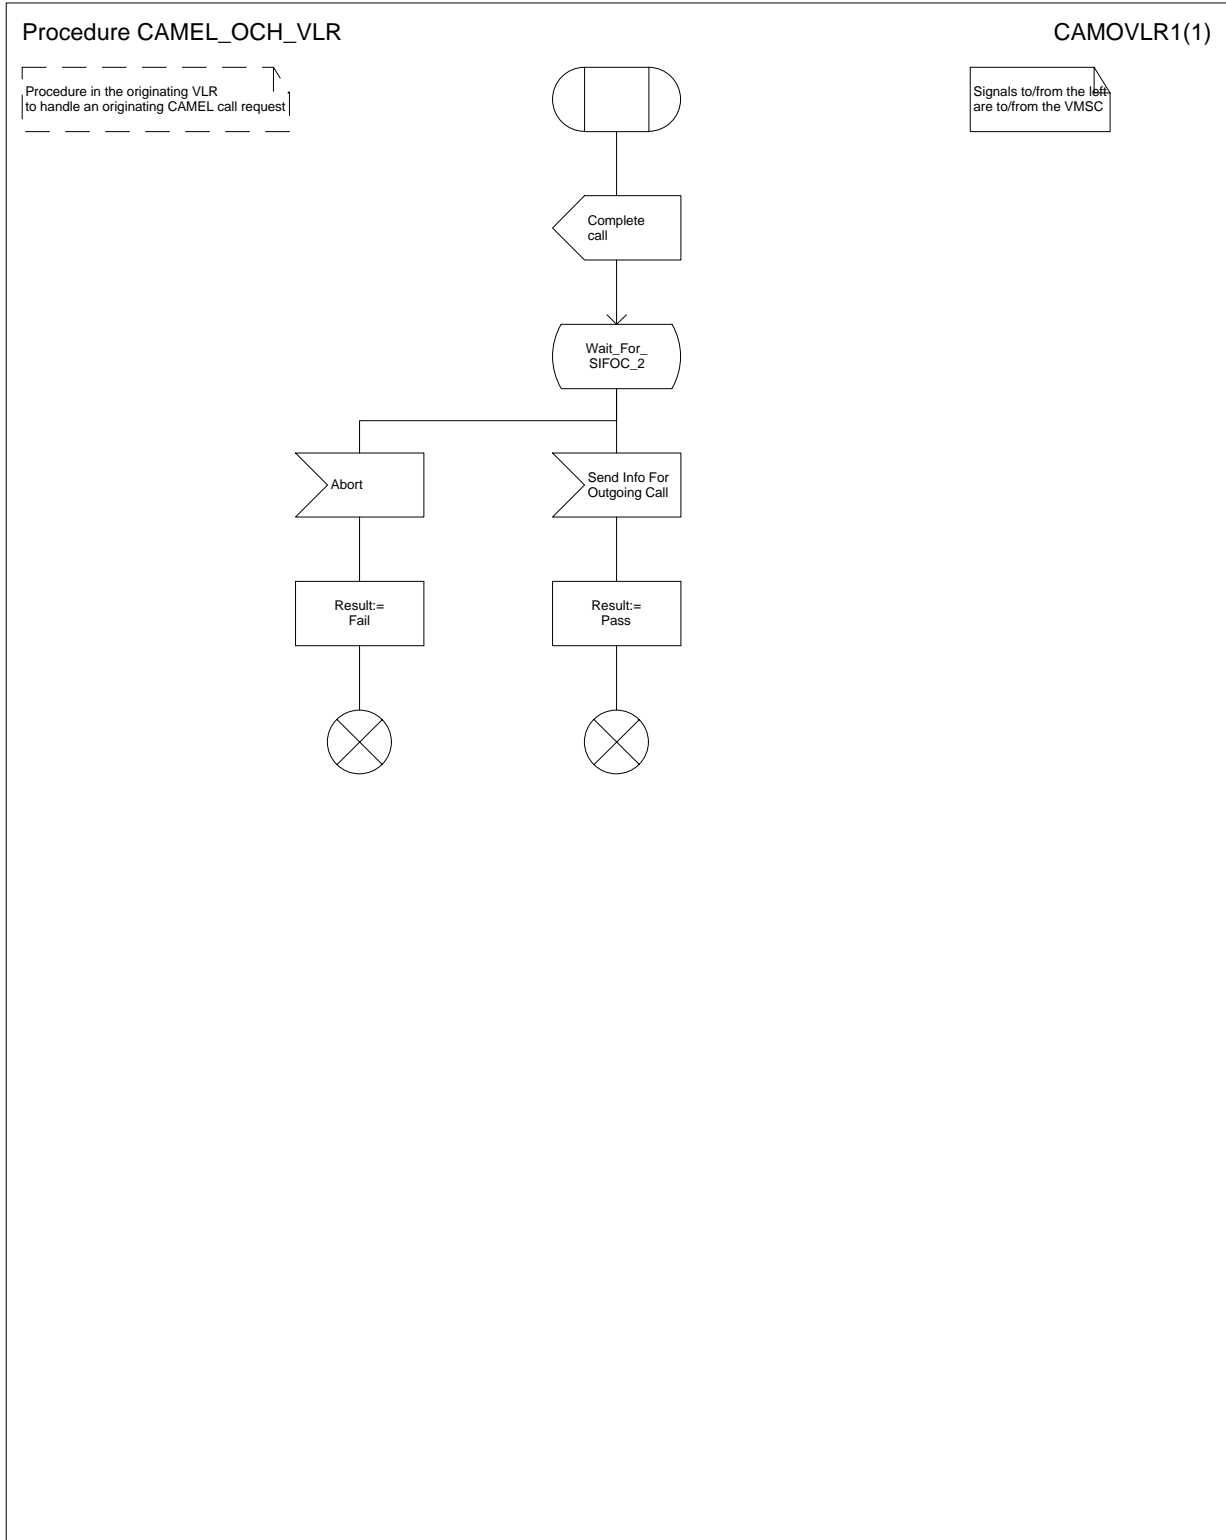 Procedure CAMEL_OCH_VLR
CAMOVLR1(1)
Procedure in the originating VLR
to handle an originating CAMEL call request
Signals to/from the left
are to/from the VMSC
Complete
call
Wait_For_
SIFOC_2
Abort
Send Info For
Outgoing Call
Result:=
Fail
Result:=
Pass